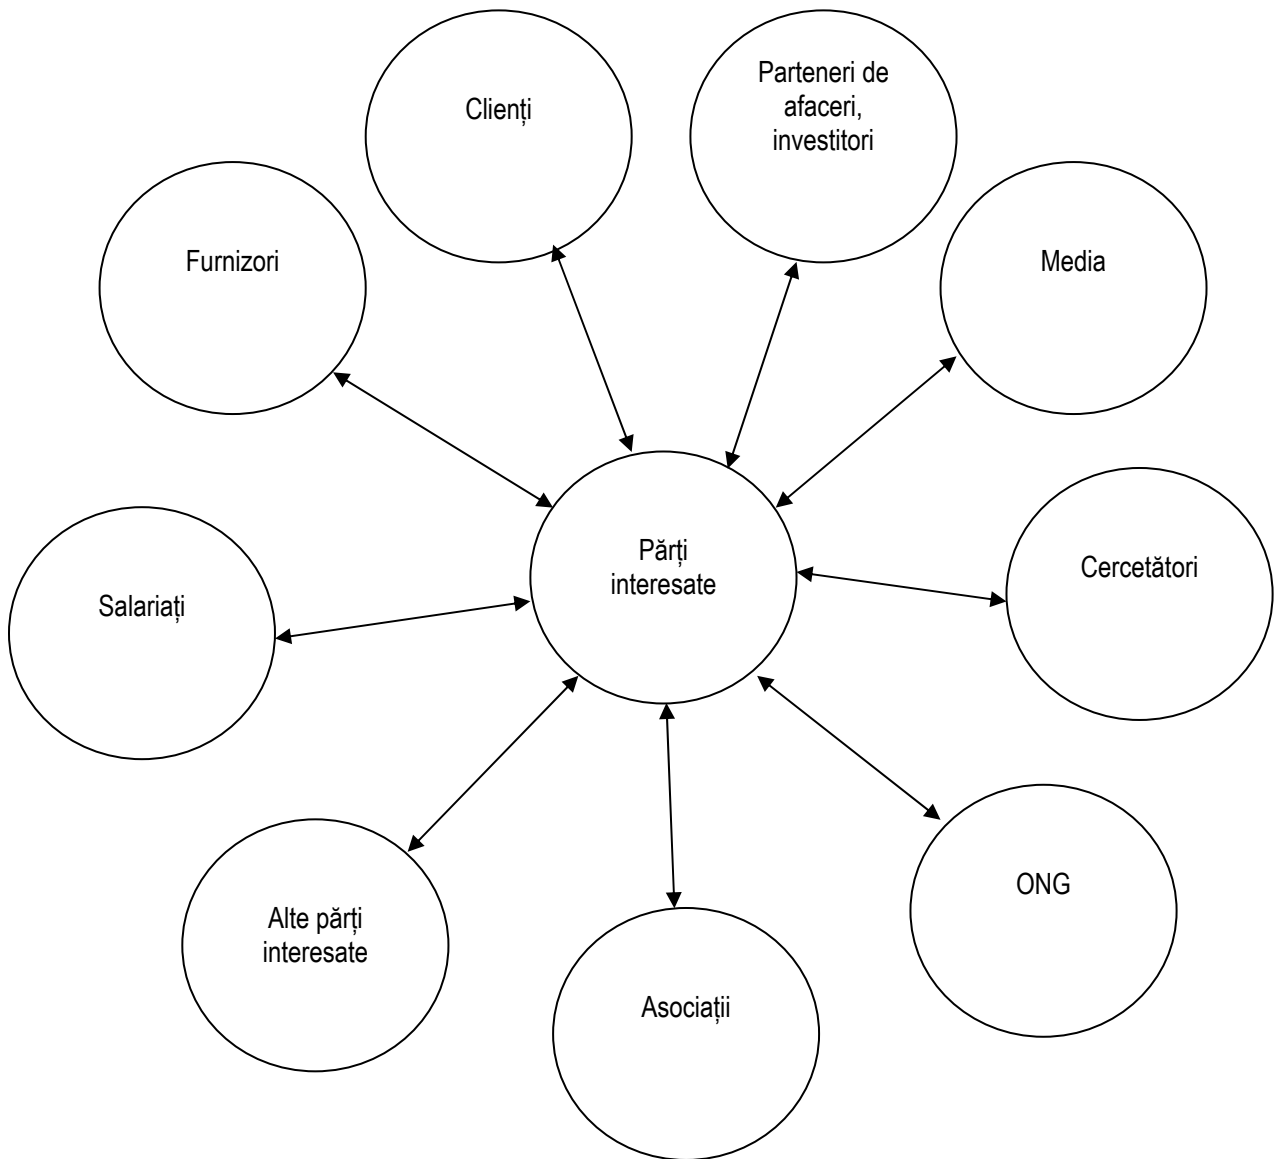 Clienți
Parteneri de
afaceri,
investitori
Furnizori
Media
Părți
interesate
Cercetători
Salariați
ONG
Alte părți
interesate
Asociații